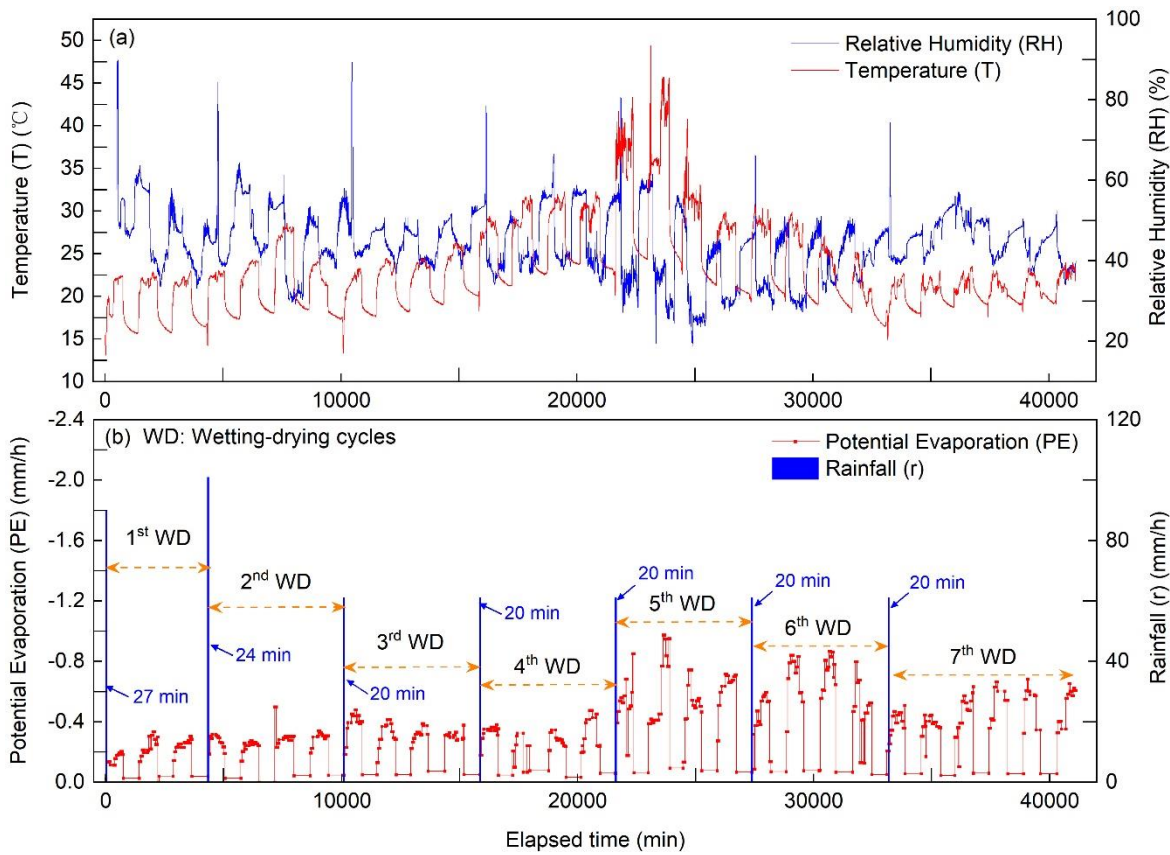 (a)
Relative Humidity (RH)
Temperature (T)
Temperature (T) (℃)
50
45
40
35
30
25
20
15
10
Relative Humidity (RH) (%)
100
80
60
40
20
0 10000 20000 30000 40000
(b) WD: Wetting-drying cycles
Potential Evaporation (PE)
Rainfall (r)
Potential Evaporation (PE) (mm/h)
-2.4
-2.0
-1.6
-1.2
-0.8
-0.4
0.0
Rainfall (r) (mm/h)
120
80
40
0
1st WD
2nd WD
3rd WD
4th WD
5th WD
6th WD
7th WD
27 min
24 min
20 min
20 min
20 min
20 min
20 min
0 10000 20000 30000 40000
Elapsed time (min)